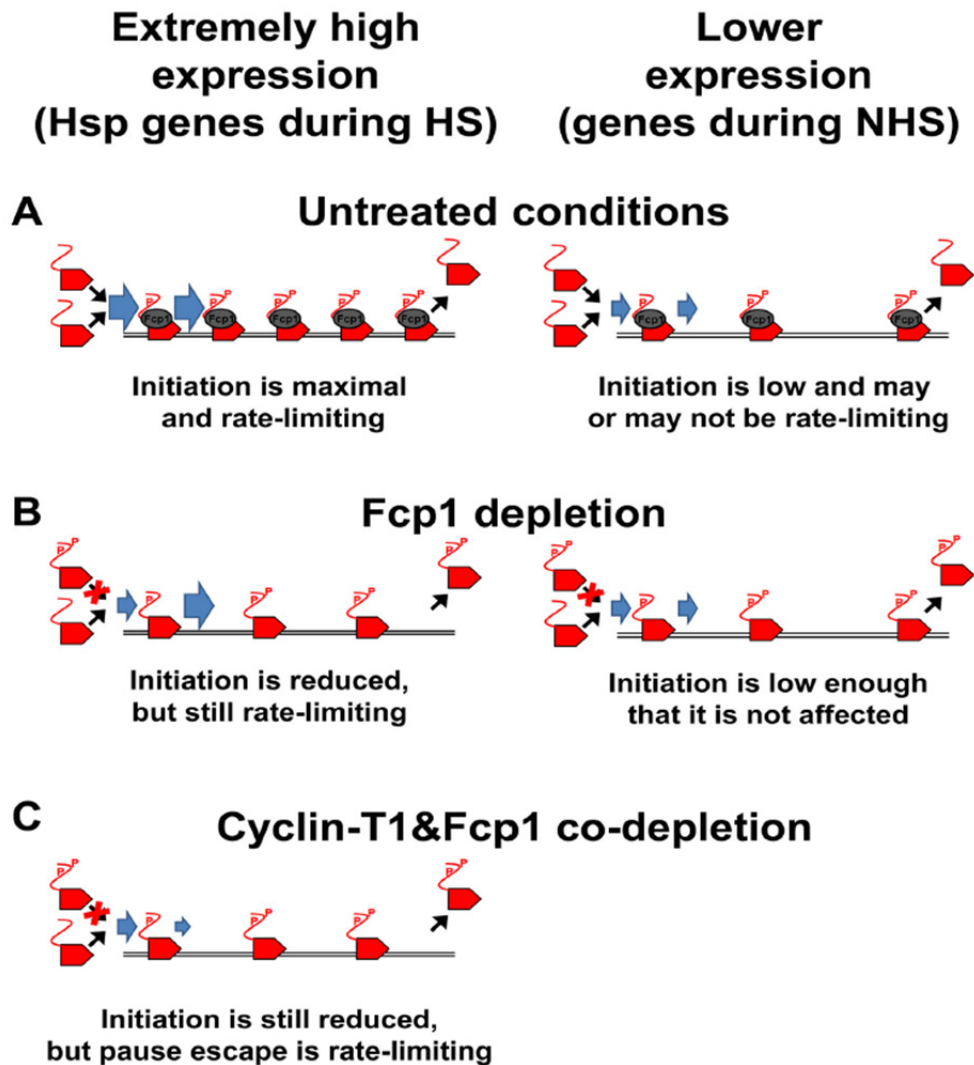 Extremely high
expression
(Hsp genes during HS)
Lower
expression
(genes during NHS)
A
Untreated conditions
P P P P P P P P P
Fcp1 Fcp1 Fcp1 Fcp1 Fcp1
P P P P P
Fcp1 Fcp1 Fcp1
Initiation is maximal
and rate-limiting
Initiation is low and may
or may not be rate-limiting
B
Fcp1 depletion
P P P P P P P P P
P P P P P P P P P
Initiation is reduced,
but still rate-limiting
Initiation is low enough
that it is not affected
C
Cyclin-T1&Fcp1 co-depletion
P P P P P P P P P
Initiation is still reduced,
but pause escape is rate-limiting